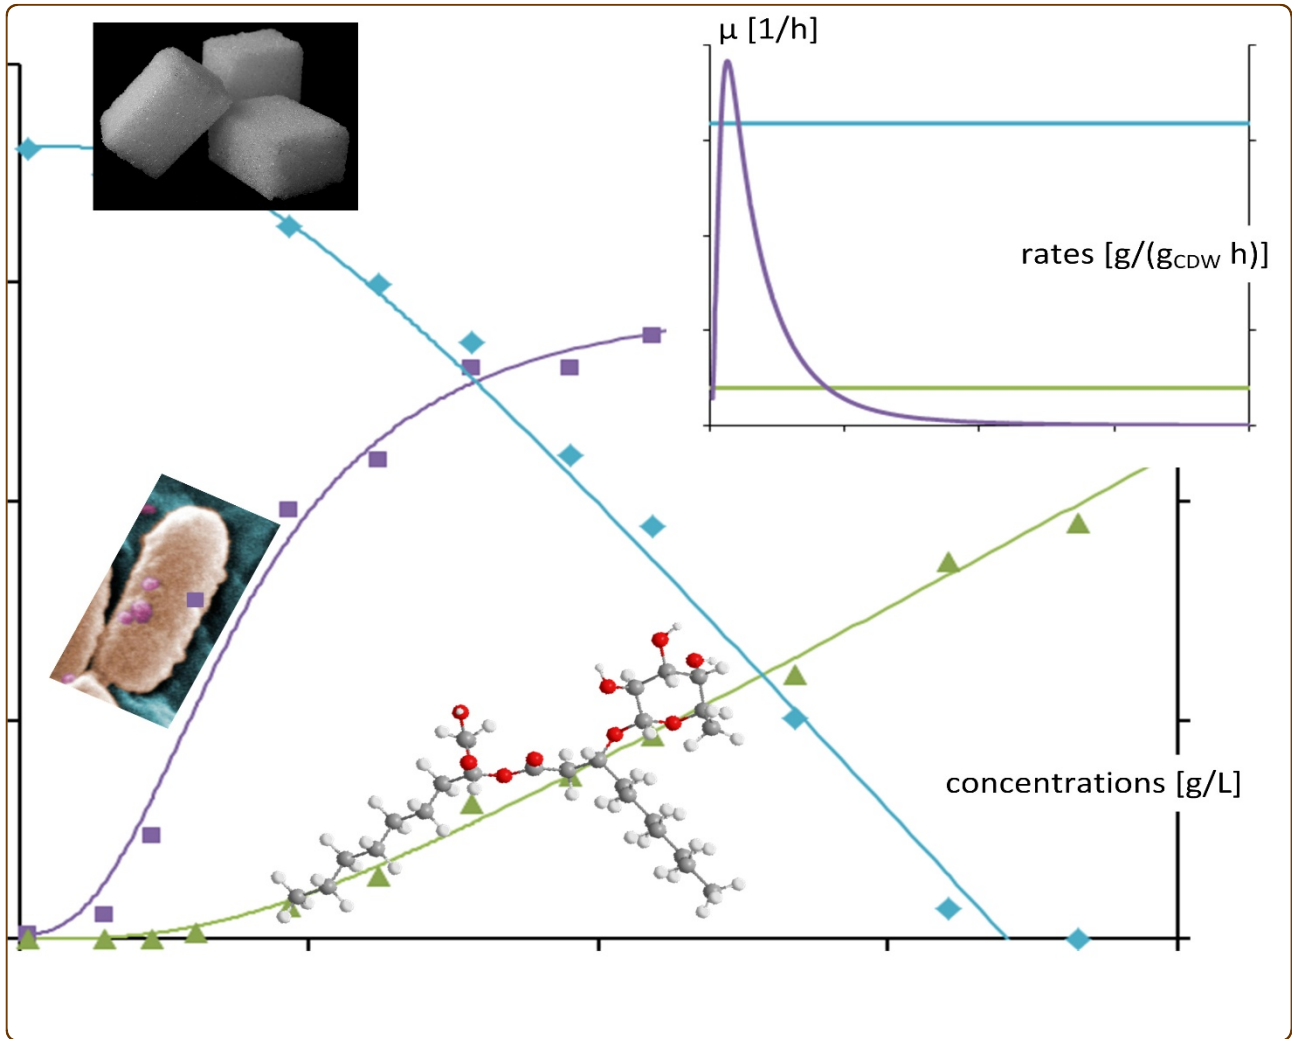 μ [1/h]
rates [g/(gCDW h)]
concentrations [g/L]